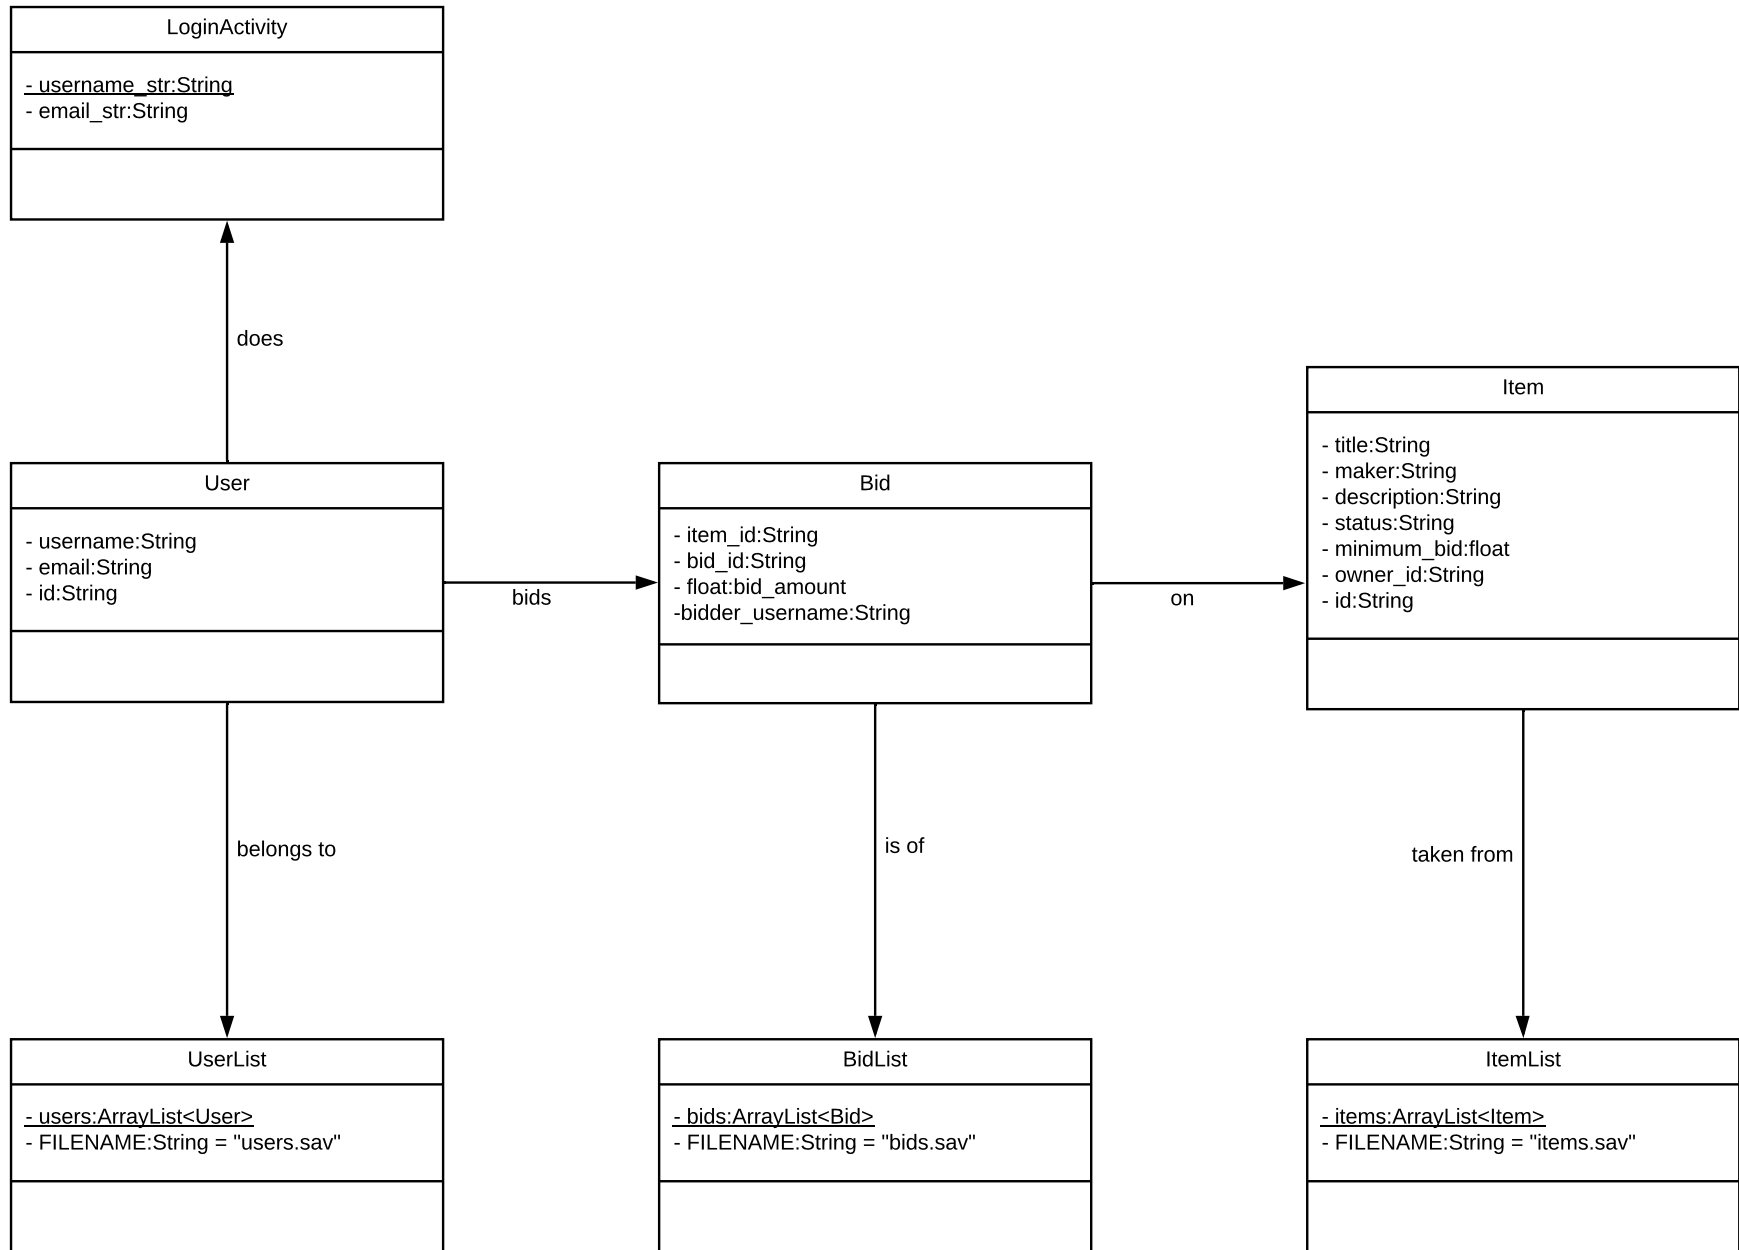 LoginActivity
- username_str:String
- email_str:String
does
User
- username:String
- email:String
- id:String
bids
Bid
- item_id:String
- bid_id:String
- float:bid_amount
-bidder_username:String
on
Item
- title:String
- maker:String
- description:String
- status:String
- minimum_bid:float
- owner_id:String
- id:String
belongs to
is of
taken from
UserList
- users:ArrayList<User>
- FILENAME:String = "users.sav"
BidList
- bids:ArrayList<Bid>
- FILENAME:String = "bids.sav"
ItemList
- items:ArrayList<Item>
- FILENAME:String = "items.sav"